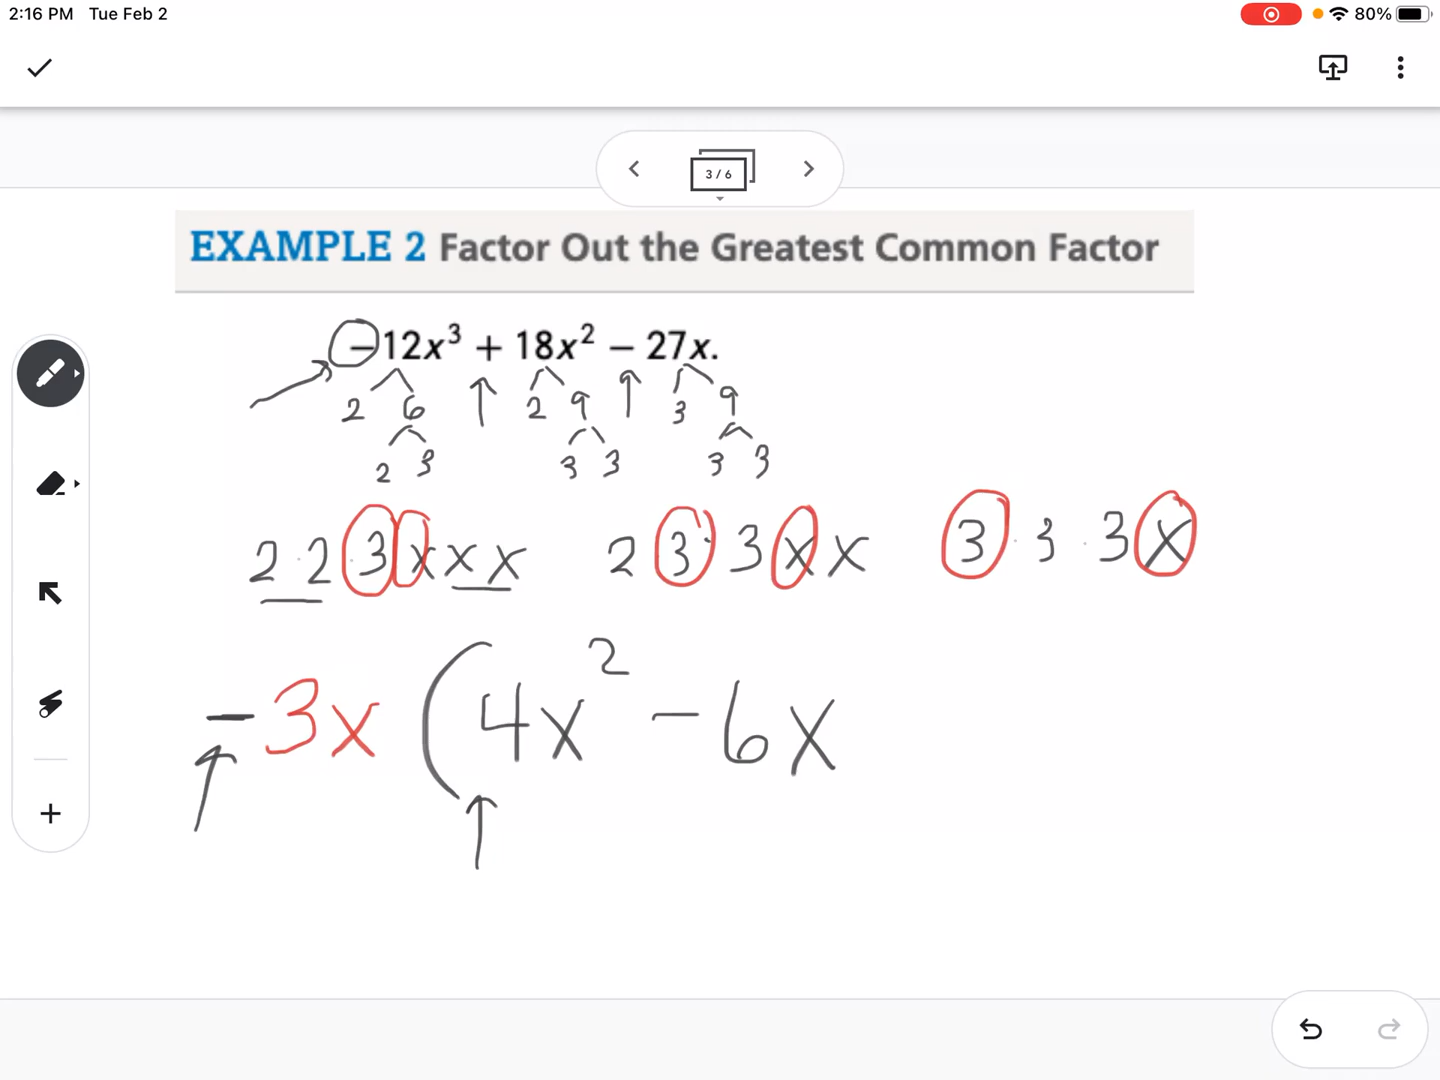 2:16 PM Tue Feb 2 80%
3 / 6
EXAMPLE 2 Factor Out the Greatest Common Factor
−12x³ + 18x² − 27x.
2 6 2 9 3 9
2 3 3 3 3 3
2 · 2 · 3 x x x 2 3 · 3 x x 3 · 3 · 3 x
−3x (4x² − 6x